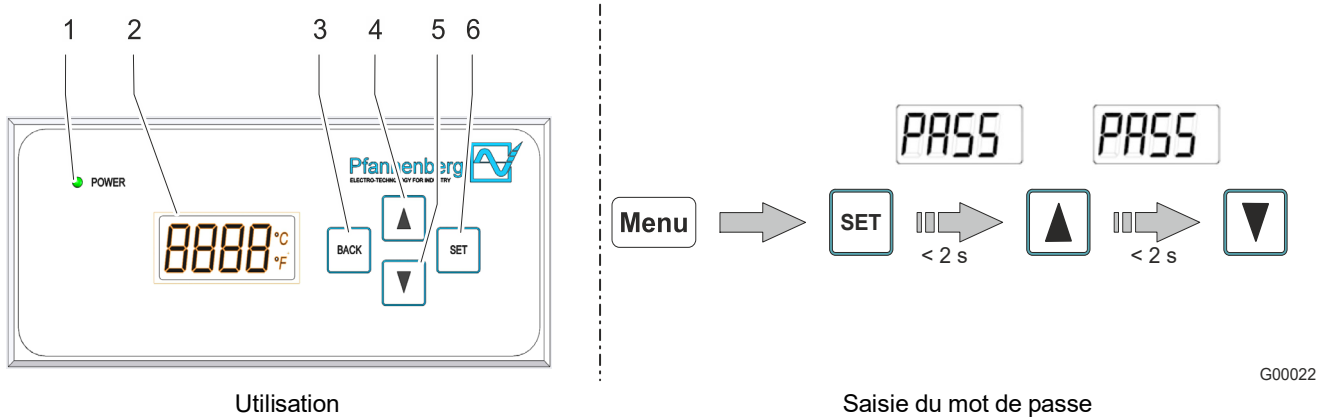 1 2 3 4 5 6
Pfannenberg
ELECTRO-TECHNOLOGY FOR INDUSTRY
POWER
8888 °C
°F
BACK
SET
PASS PASS
Menu SET
< 2 s < 2 s
G00022
Utilisation
Saisie du mot de passe